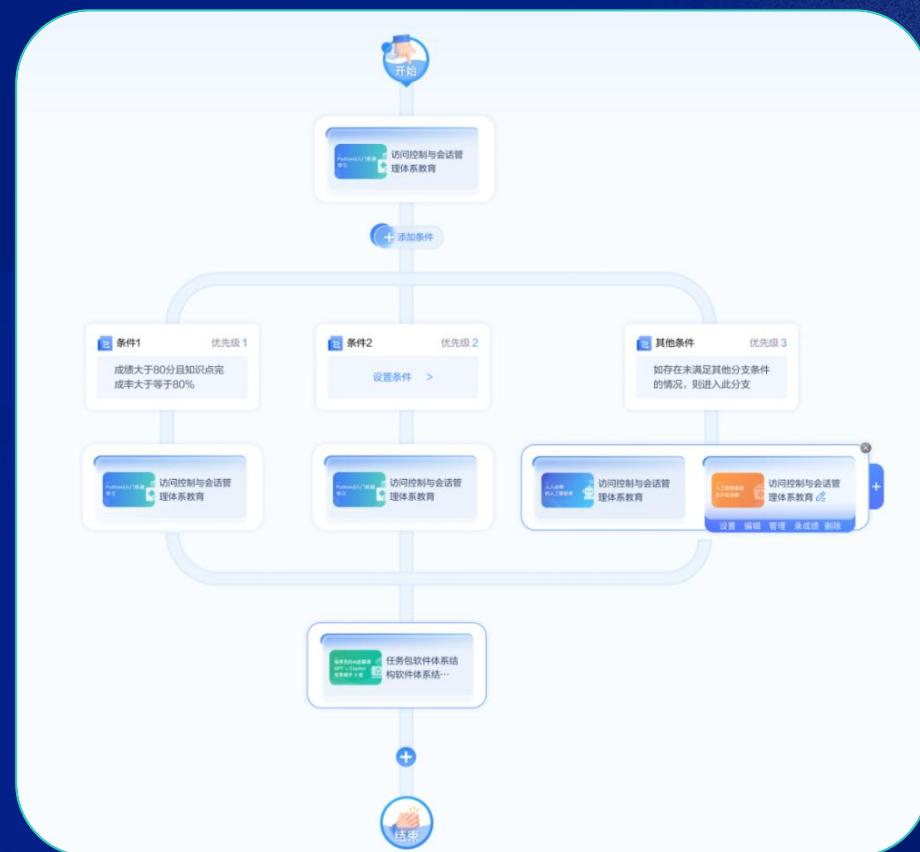 开始
访问控制与会话管
理体系教育
添加条件
条件1 优先级 1
成绩大于80分且知识点完
成率大于等于80%
条件2 优先级 2
设置条件 >
其他条件 优先级 3
如存在未满足其他分支条件
的情况，则进入此分支
访问控制与会话管
理体系教育
访问控制与会话管
理体系教育
访问控制与会话管
理体系教育
访问控制与会话管
理体系教育
设置 编辑 管理 录成绩 删除
任务包软件体系结
构软件体系结…
结束